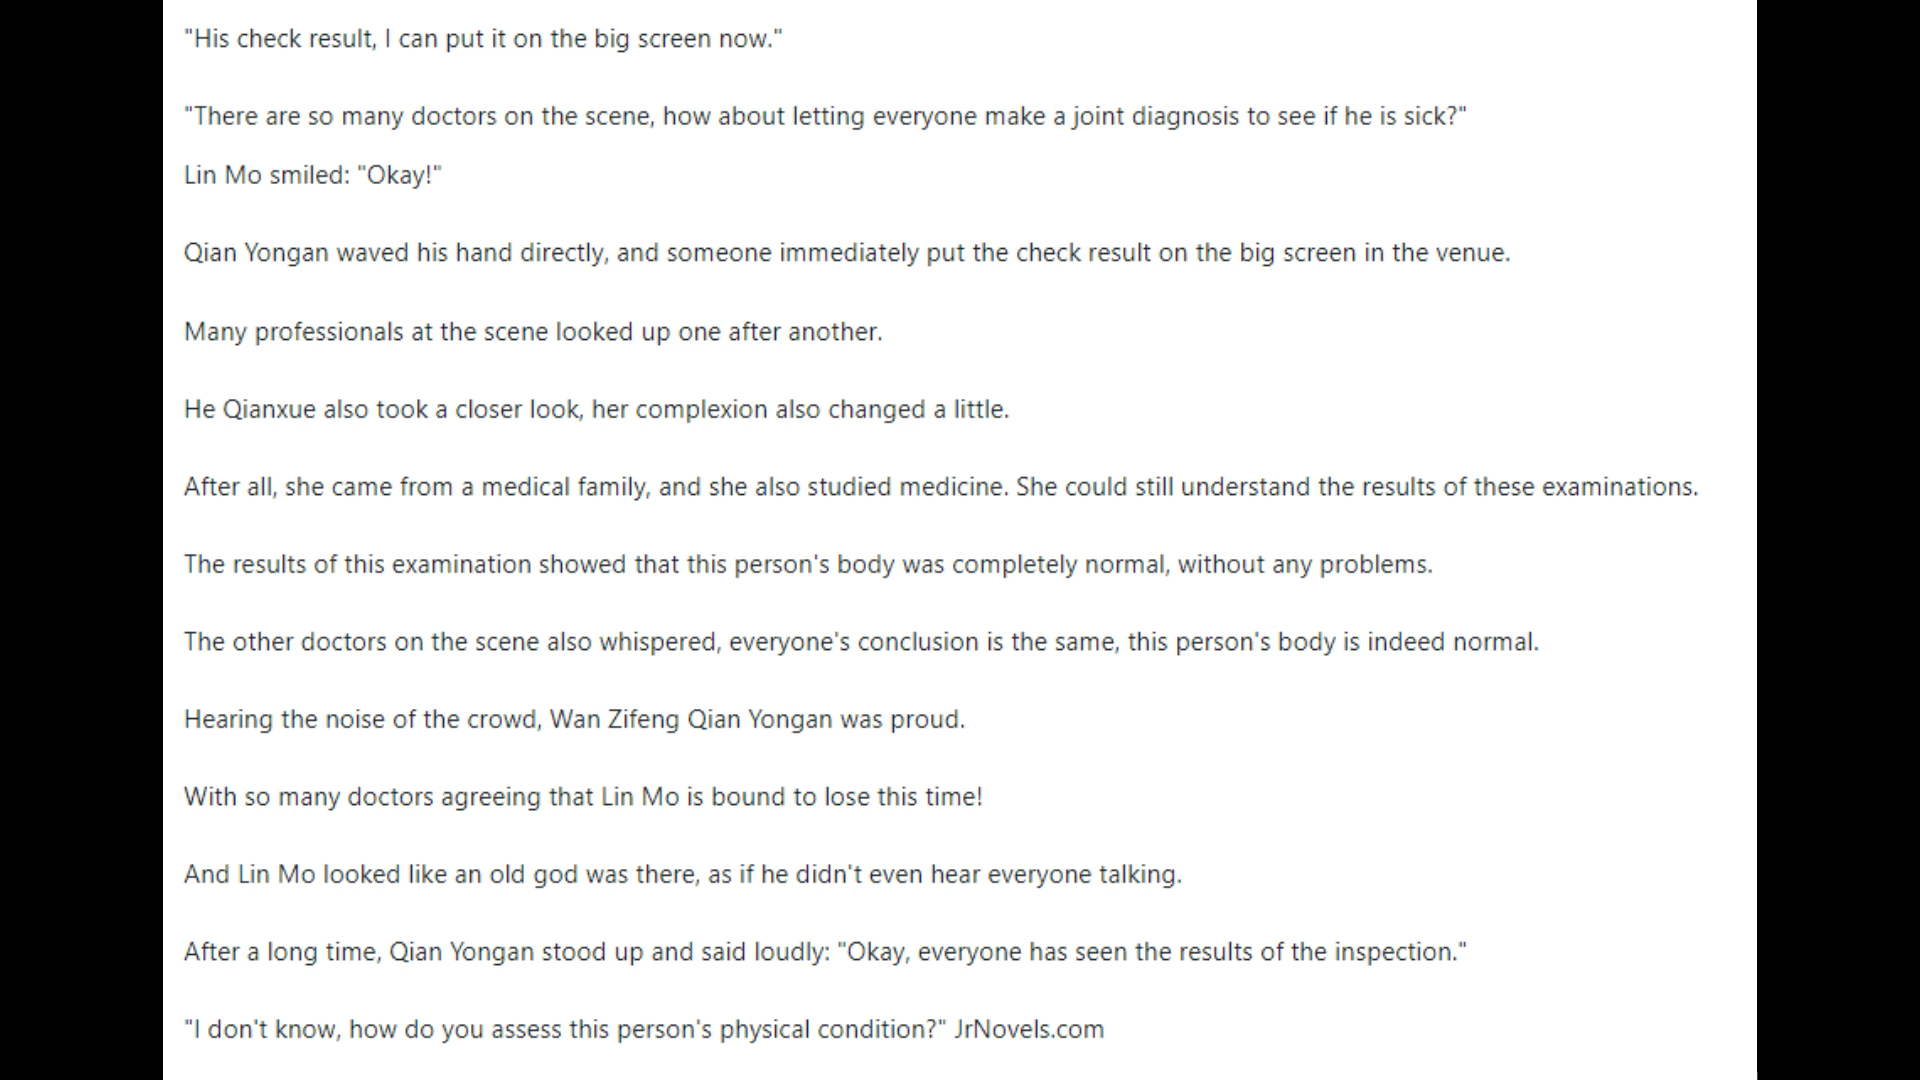 "His check result, I can put it on the big screen now."
"There are so many doctors on the scene, how about letting everyone make a joint diagnosis to see if he is sick?"
Lin Mo smiled: "Okay!"
Qian Yongan waved his hand directly, and someone immediately put the check result on the big screen in the venue.
Many professionals at the scene looked up one after another.
He Qianxue also took a closer look, her complexion also changed a little.
After all, she came from a medical family, and she also studied medicine. She could still understand the results of these examinations.
The results of this examination showed that this person's body was completely normal, without any problems.
The other doctors on the scene also whispered, everyone's conclusion is the same, this person's body is indeed normal.
Hearing the noise of the crowd, Wan Zifeng Qian Yongan was proud.
With so many doctors agreeing that Lin Mo is bound to lose this time!
And Lin Mo looked like an old god was there, as if he didn't even hear everyone talking.
After a long time, Qian Yongan stood up and said loudly: "Okay, everyone has seen the results of the inspection."
"I don't know, how do you assess this person's physical condition?" JrNovels.com